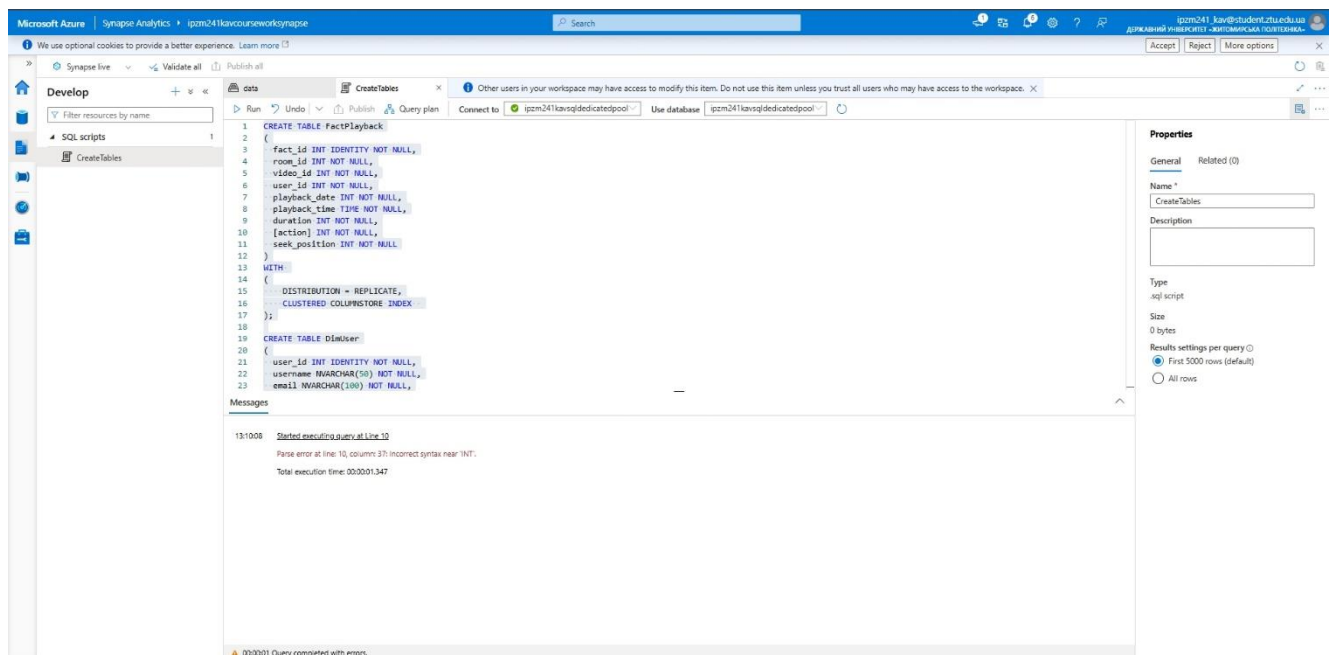 Microsoft Azure | Synapse Analytics ▸ ipzm241kavcourseworksynapse
Search
ipzm241_kav@student.ztu.edu.ua
ДЕРЖАВНИЙ УНІВЕРСИТЕТ «ЖИТОМИРСЬКА ПОЛІТЕХНІКА»
We use optional cookies to provide a better experience. Learn more
Accept Reject More options
Synapse live Validate all Publish all
Develop
Filter resources by name
SQL scripts 1
CreateTables
data CreateTables
Other users in your workspace may have access to modify this item. Do not use this item unless you trust all users who may have access to the workspace.
Run Undo Publish Query plan Connect to ipzm241kavsqldedicatedpool Use database ipzm241kavsqldedicatedpool
1 CREATE TABLE FactPlayback
2 (
3 fact_id INT IDENTITY NOT NULL,
4 room_id INT NOT NULL,
5 video_id INT NOT NULL,
6 user_id INT NOT NULL,
7 playback_date INT NOT NULL,
8 playback_time TIME NOT NULL,
9 duration INT NOT NULL,
10 [action] INT NOT NULL,
11 seek_position INT NOT NULL
12 )
13 WITH
14 (
15 DISTRIBUTION = REPLICATE,
16 CLUSTERED COLUMNSTORE INDEX
17 );
18
19 CREATE TABLE DimUser
20 (
21 user_id INT IDENTITY NOT NULL,
22 username NVARCHAR(50) NOT NULL,
23 email NVARCHAR(100) NOT NULL,
Messages
13:10:08 Started executing query at Line 10
Parse error at line: 10, column: 37: Incorrect syntax near 'INT'.
Total execution time: 00:00:01.347
00:00:01 Query completed with errors.
Properties
General Related (0)
Name *
CreateTables
Description
Type
.sql script
Size
0 bytes
Results settings per query
First 5000 rows (default)
All rows